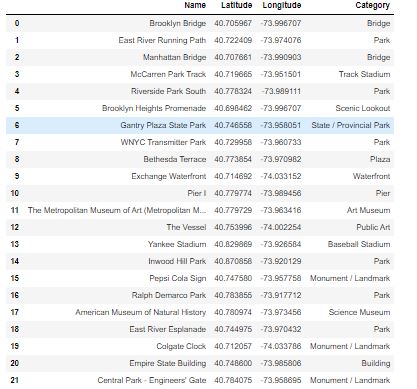 Name Latitude Longitude Category
0 Brooklyn Bridge 40.705967 -73.996707 Bridge
1 East River Running Path 40.722409 -73.974076 Park
2 Manhattan Bridge 40.707661 -73.990903 Bridge
3 McCarren Park Track 40.719665 -73.951501 Track Stadium
4 Riverside Park South 40.778324 -73.989111 Park
5 Brooklyn Heights Promenade 40.698462 -73.996707 Scenic Lookout
6 Gantry Plaza State Park 40.746558 -73.958051 State / Provincial Park
7 WNYC Transmitter Park 40.729958 -73.960733 Park
8 Bethesda Terrace 40.773854 -73.970982 Plaza
9 Exchange Waterfront 40.714692 -74.033152 Waterfront
10 Pier I 40.779774 -73.989456 Pier
11 The Metropolitan Museum of Art (Metropolitan M... 40.779729 -73.963416 Art Museum
12 The Vessel 40.753996 -74.002254 Public Art
13 Yankee Stadium 40.829869 -73.926584 Baseball Stadium
14 Inwood Hill Park 40.870858 -73.920129 Park
15 Pepsi Cola Sign 40.747580 -73.957758 Monument / Landmark
16 Ralph Demarco Park 40.783855 -73.917712 Park
17 American Museum of Natural History 40.780974 -73.973456 Science Museum
18 East River Esplanade 40.744975 -73.970432 Park
19 Colgate Clock 40.712057 -74.033786 Monument / Landmark
20 Empire State Building 40.748600 -73.985806 Building
21 Central Park - Engineers' Gate 40.784075 -73.958695 Monument / Landmark